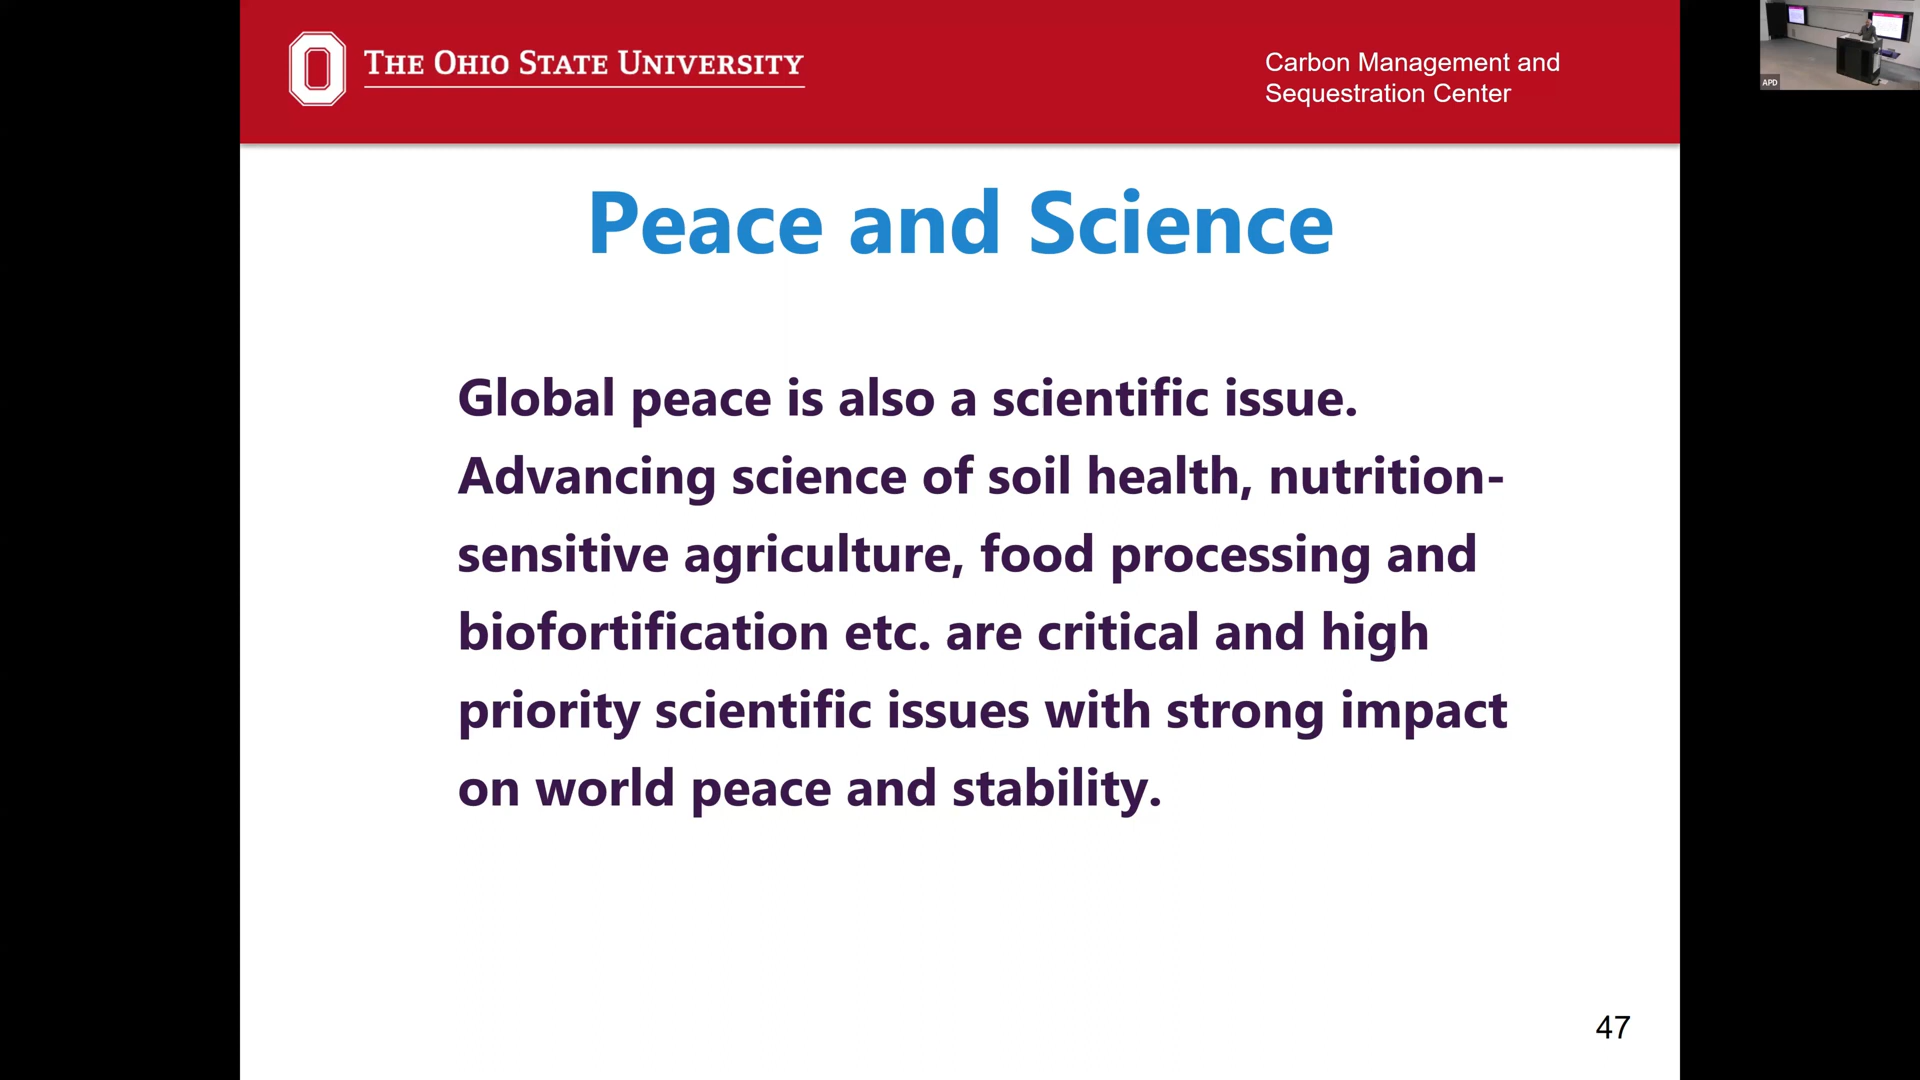 THE OHIO STATE UNIVERSITY
Carbon Management and
Sequestration Center
APD
Peace and Science
Global peace is also a scientific issue.
Advancing science of soil health, nutrition-
sensitive agriculture, food processing and
biofortification etc. are critical and high
priority scientific issues with strong impact
on world peace and stability.
47